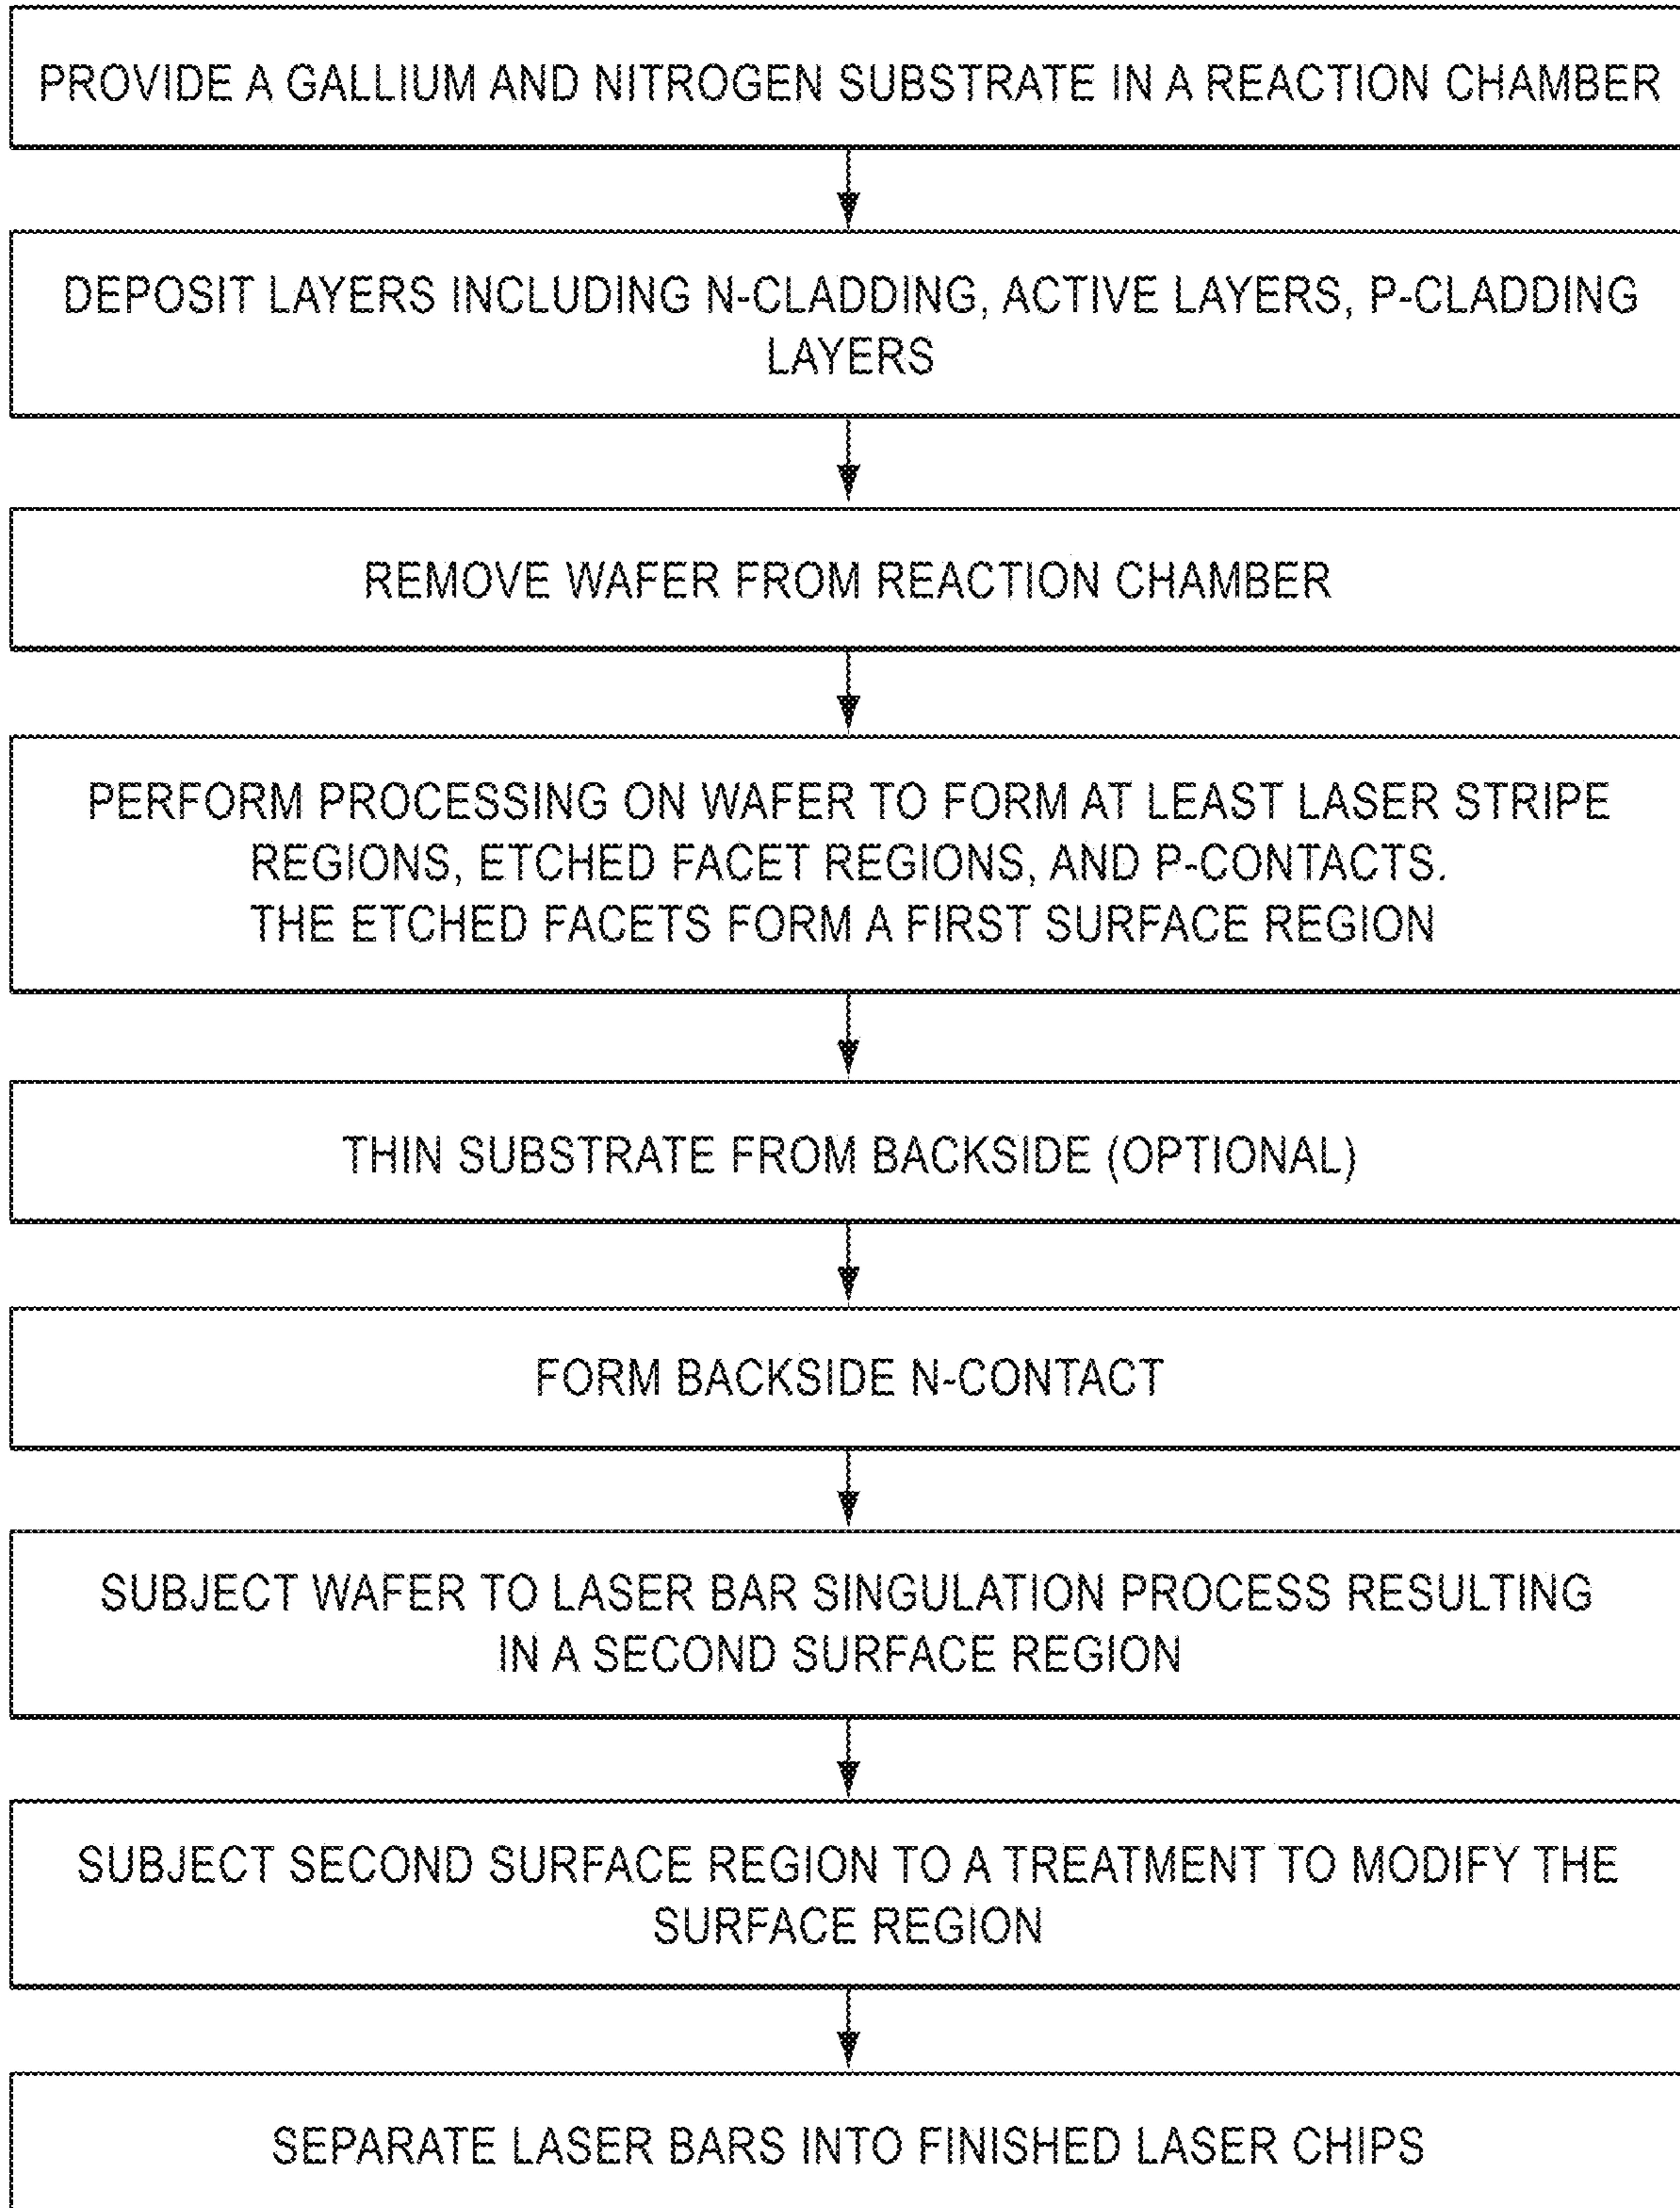 PROVIDE A GALLIUM AND NITROGEN SUBSTRATE IN A REACTION CHAMBER
DEPOSIT LAYERS INCLUDING N-CLADDING, ACTIVE LAYERS, P-CLADDING
LAYERS
REMOVE WAFER FROM REACTION CHAMBER
PERFORM PROCESSING ON WAFER TO FORM AT LEAST LASER STRIPE
REGIONS, ETCHED FACET REGIONS, AND P-CONTACTS.
THE ETCHED FACETS FORM A FIRST SURFACE REGION
THIN SUBSTRATE FROM BACKSIDE (OPTIONAL)
FORM BACKSIDE N-CONTACT
SUBJECT WAFER TO LASER BAR SINGULATION PROCESS RESULTING
IN A SECOND SURFACE REGION
SUBJECT SECOND SURFACE REGION TO A TREATMENT TO MODIFY THE
SURFACE REGION
SEPARATE LASER BARS INTO FINISHED LASER CHIPS